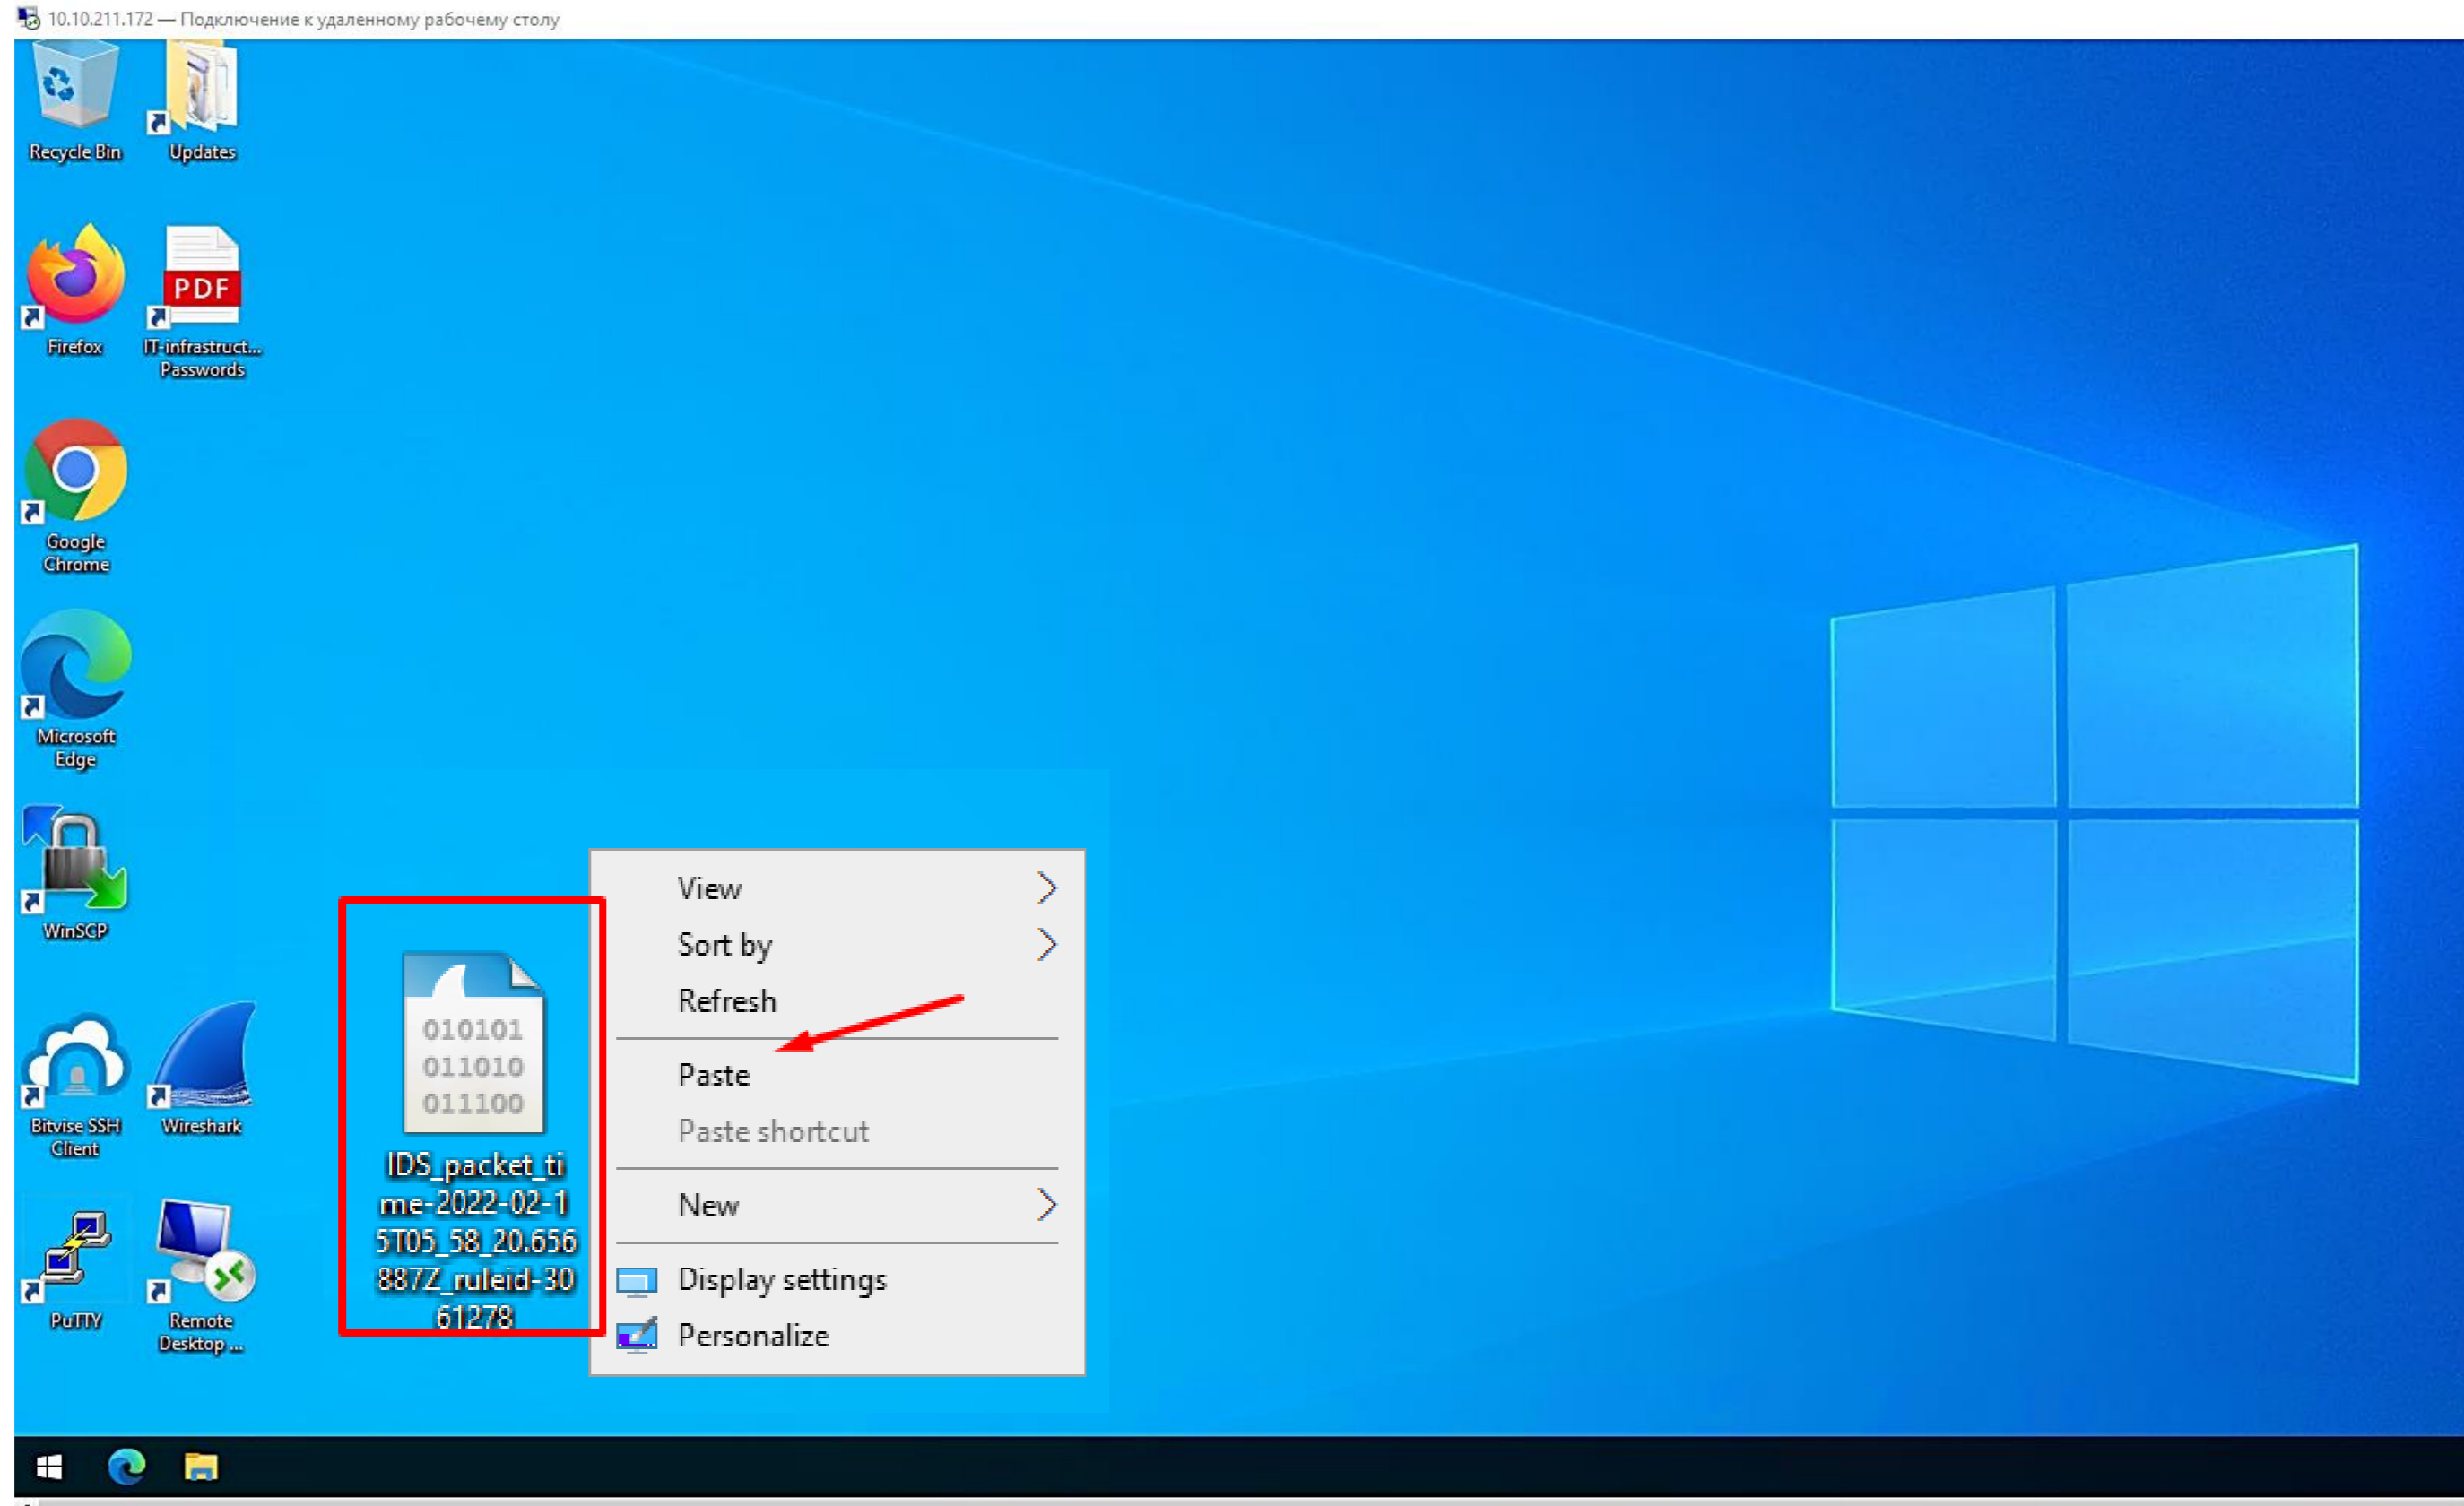 10.10.211.172 — Подключение к удаленному рабочему столу
Recycle Bin
Updates
PDF
Firefox
IT-infrastruct...
Passwords
Google
Chrome
Microsoft
Edge
WinSCP
Bitvise SSH
Client
Wireshark
PuTTY
Remote
Desktop ...
010101
011010
011100
IDS_packet_ti
me-2022-02-1
5T05_58_20.656
887Z_ruleid-30
61278
View
Sort by
Refresh
Paste
Paste shortcut
New
Display settings
Personalize